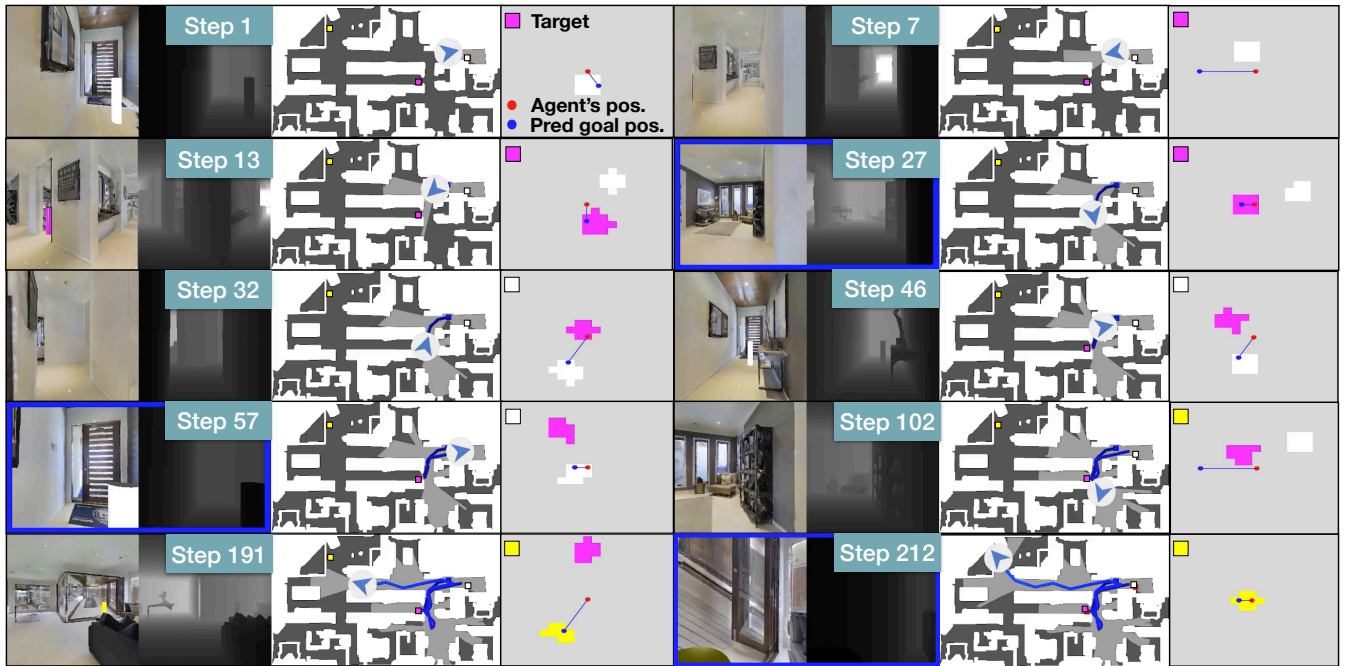 Step 1
Target
Agent's pos.
Pred goal pos.
Step 7
Step 13
Step 27
Step 32
Step 46
Step 57
Step 102
Step 191
Step 212